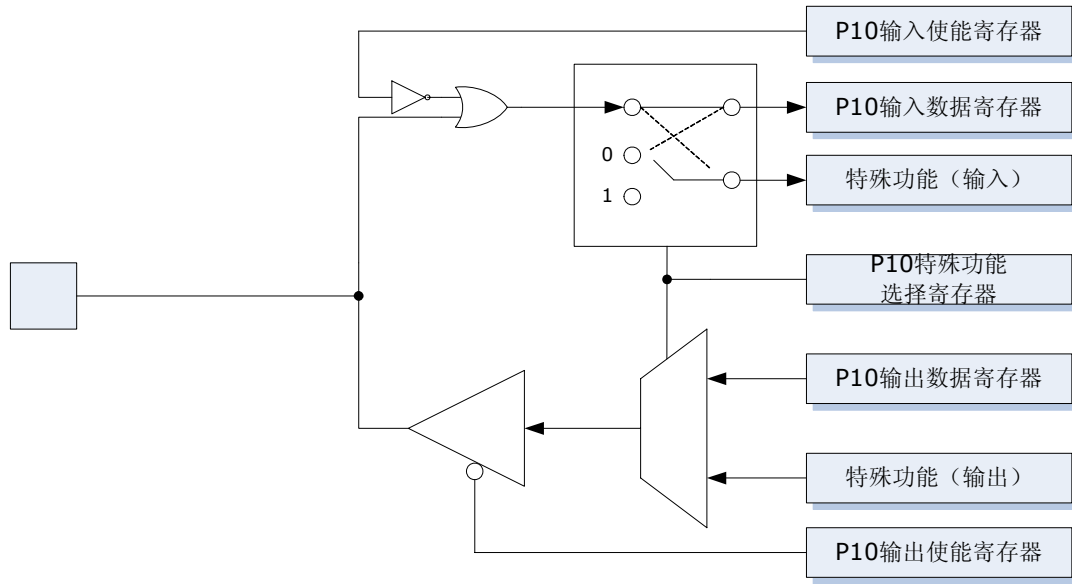 P10输入使能寄存器
P10输入数据寄存器
0
特殊功能（输入）
1
P10特殊功能
选择寄存器
P10输出数据寄存器
特殊功能（输出）
P10输出使能寄存器